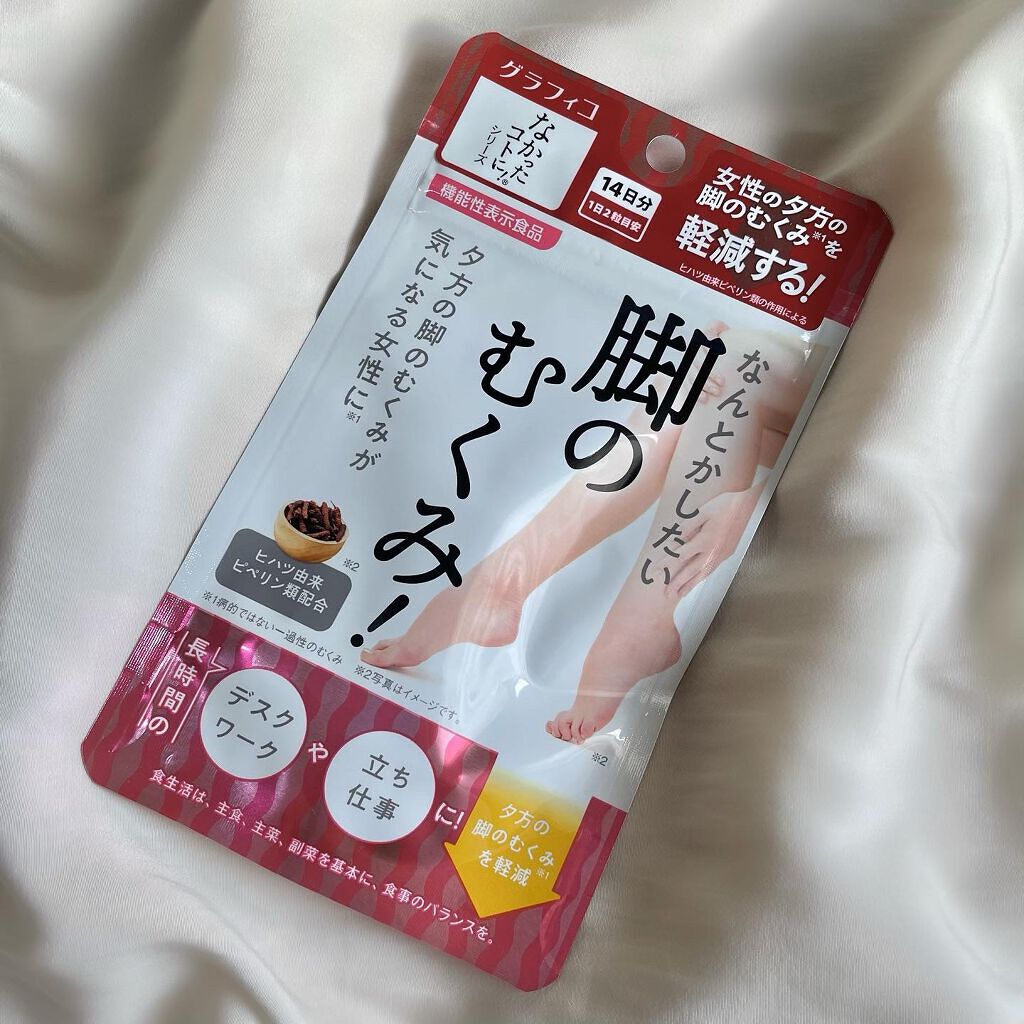 グラフィコ
なかった
コトに!®
シリーズ
14日分
1日2粒目安
女性の夕方の
脚のむくみ※1を
軽減する!
ヒハツ由来ピペリン類の作用による
機能性表示食品
なんとかしたい
脚の
むくみ!
夕方の脚のむくみが
気になる女性に※1
※2
ヒハツ由来
ピペリン類配合
※1病的ではない一過性のむくみ ※2写真はイメージです。
※2
長時間の
デスク
ワーク
や
立ち
仕事
に!
夕方の
脚のむくみ
を軽減※1
食生活は、主食、主菜、副菜を基本に、食事のバランスを。